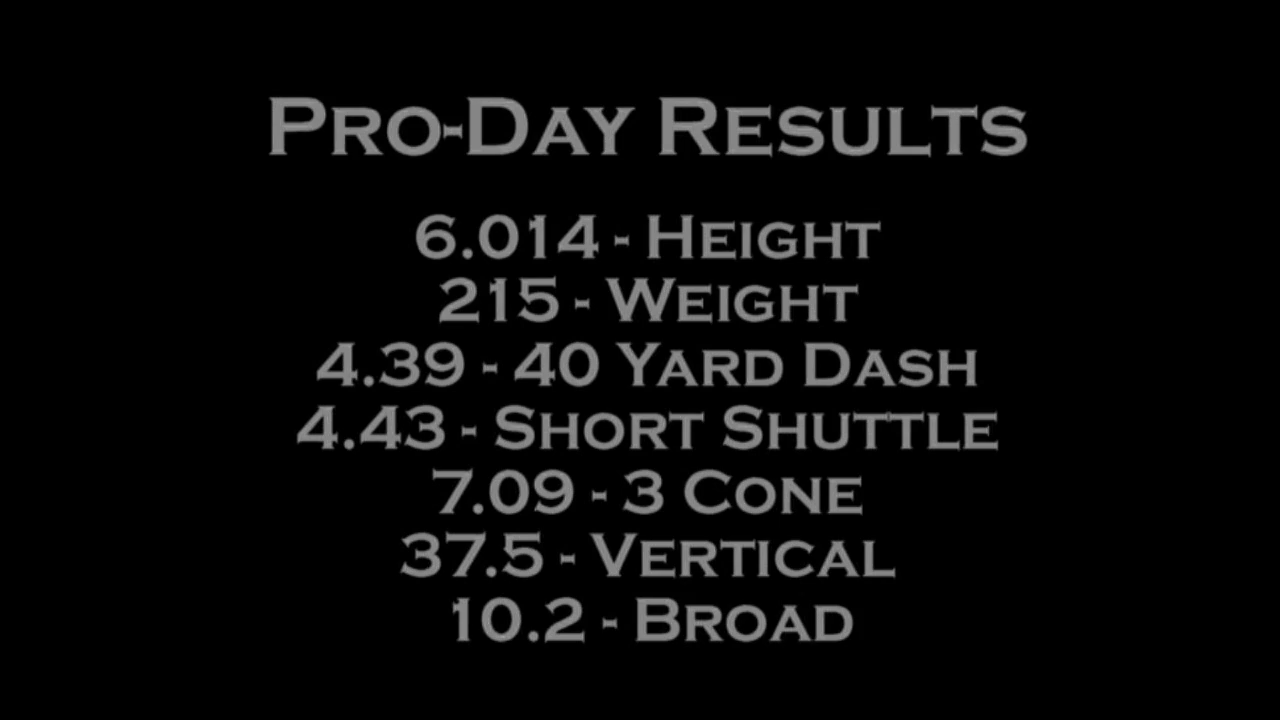 Pro-Day Results
6.014 - Height
215 - Weight
4.39 - 40 Yard Dash
4.43 - Short Shuttle
7.09 - 3 Cone
37.5 - Vertical
10.2 - Broad